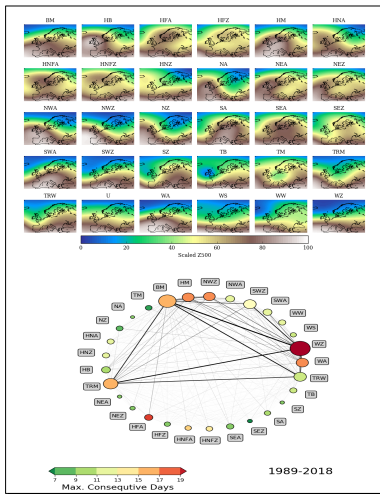 BM HB HFA HFZ HM HNA
HNFA HNFZ HNZ NA NEA NEZ
NWA NWZ NZ SA SEA SEZ
SWA SWZ SZ TB TM TRM
TRW U WA WS WW WZ
0 20 40 60 80 100
Scaled Z500
HM NWZ NWA
BM SWZ
TM SWA
NA WW
NZ WS
HNA WZ
HNZ WA
HB TRW
TRM TB
NEA SZ
NEZ SA
HFA SEZ
HFZ SEA
HNFA HNFZ
7 9 11 13 15 17 19
Max. Consequtive Days
1989-2018